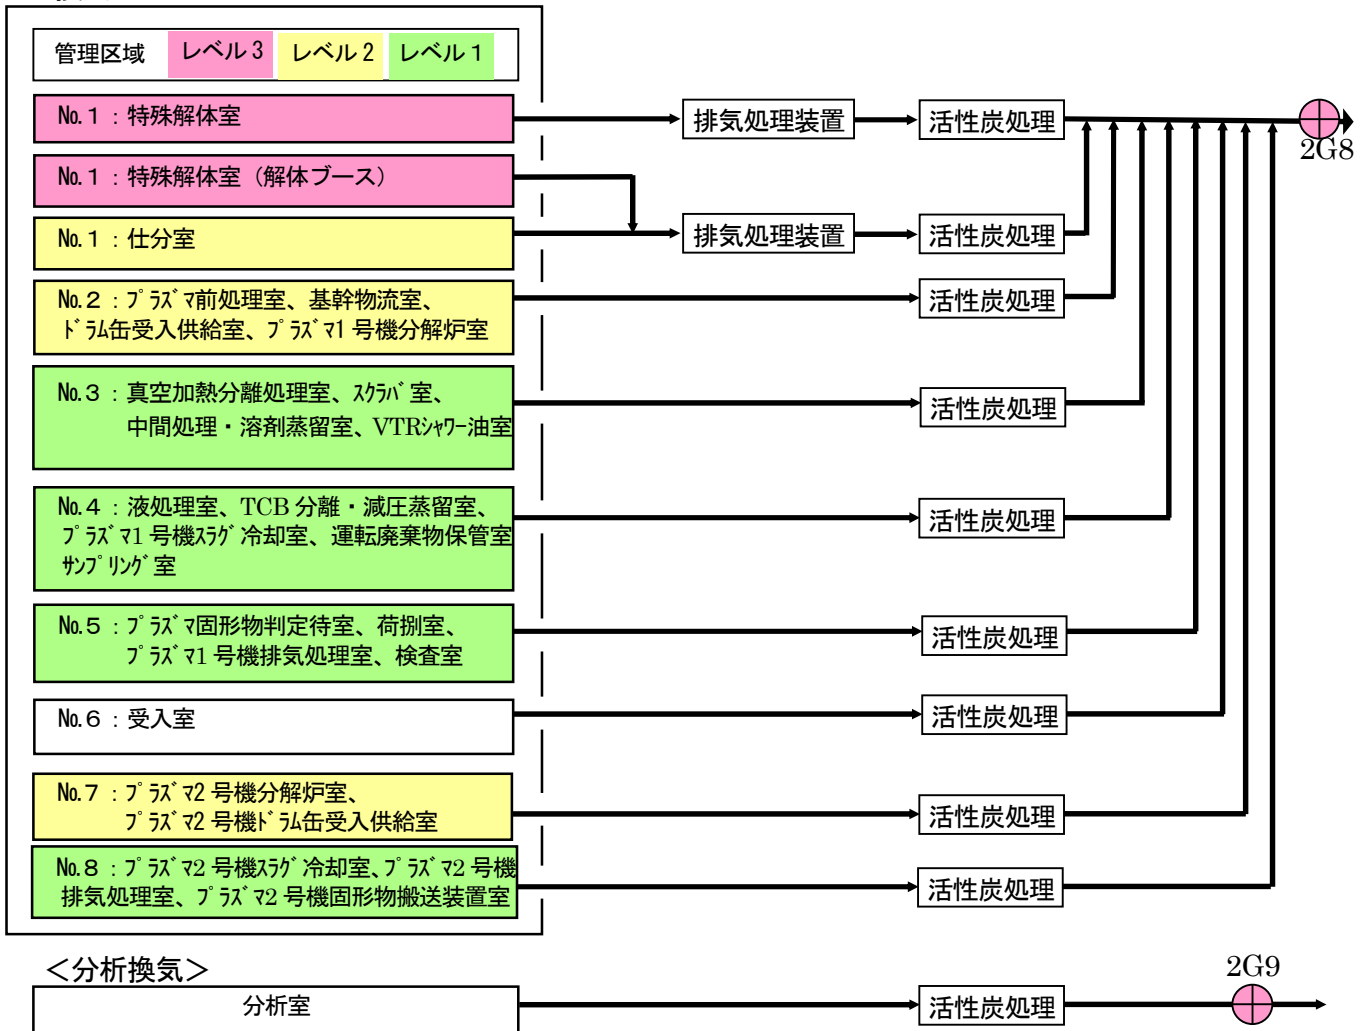 管理区域 レベル3 レベル2 レベル1
No.1：特殊解体室
排気処理装置
活性炭処理
2G8
No.1：特殊解体室（解体ブース）
No.1：仕分室
排気処理装置
活性炭処理
No.2：ﾌﾟﾗｽﾞﾏ前処理室、基幹物流室、
ﾄﾞﾗﾑ缶受入供給室、ﾌﾟﾗｽﾞﾏ1号機分解炉室
活性炭処理
No.3：真空加熱分離処理室、ｽｸﾗﾊﾞ室、
中間処理・溶剤蒸留室、VTRｼｬﾜｰ油室
活性炭処理
No.4：液処理室、TCB分離・減圧蒸留室、
ﾌﾟﾗｽﾞﾏ1号機ｽﾗｸﾞ冷却室、運転廃棄物保管室
ｻﾝﾌﾟﾘﾝｸﾞ室
活性炭処理
No.5：ﾌﾟﾗｽﾞﾏ固形物判定待室、荷捌室、
ﾌﾟﾗｽﾞﾏ1号機排気処理室、検査室
活性炭処理
No.6：受入室
活性炭処理
No.7：ﾌﾟﾗｽﾞﾏ2号機分解炉室、
ﾌﾟﾗｽﾞﾏ2号機ﾄﾞﾗﾑ缶受入供給室
活性炭処理
No.8：ﾌﾟﾗｽﾞﾏ2号機ｽﾗｸﾞ冷却室、ﾌﾟﾗｽﾞﾏ2号機
排気処理室、ﾌﾟﾗｽﾞﾏ2号機固形物搬送装置室
活性炭処理
＜分析換気＞
2G9
分析室
活性炭処理